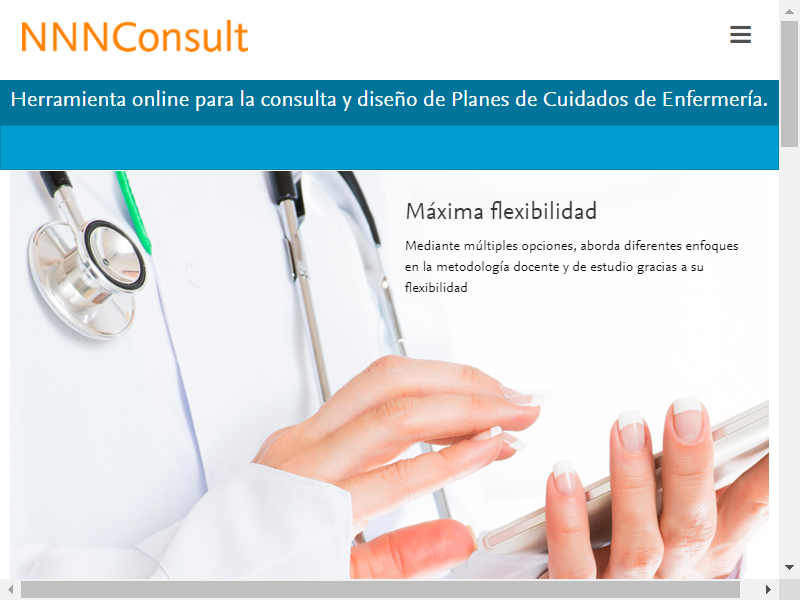 NNNConsult
Herramienta online para la consulta y diseño de Planes de Cuidados de Enfermería.
Máxima flexibilidad
Mediante múltiples opciones, aborda diferentes enfoques
en la metodología docente y de estudio gracias a su
flexibilidad